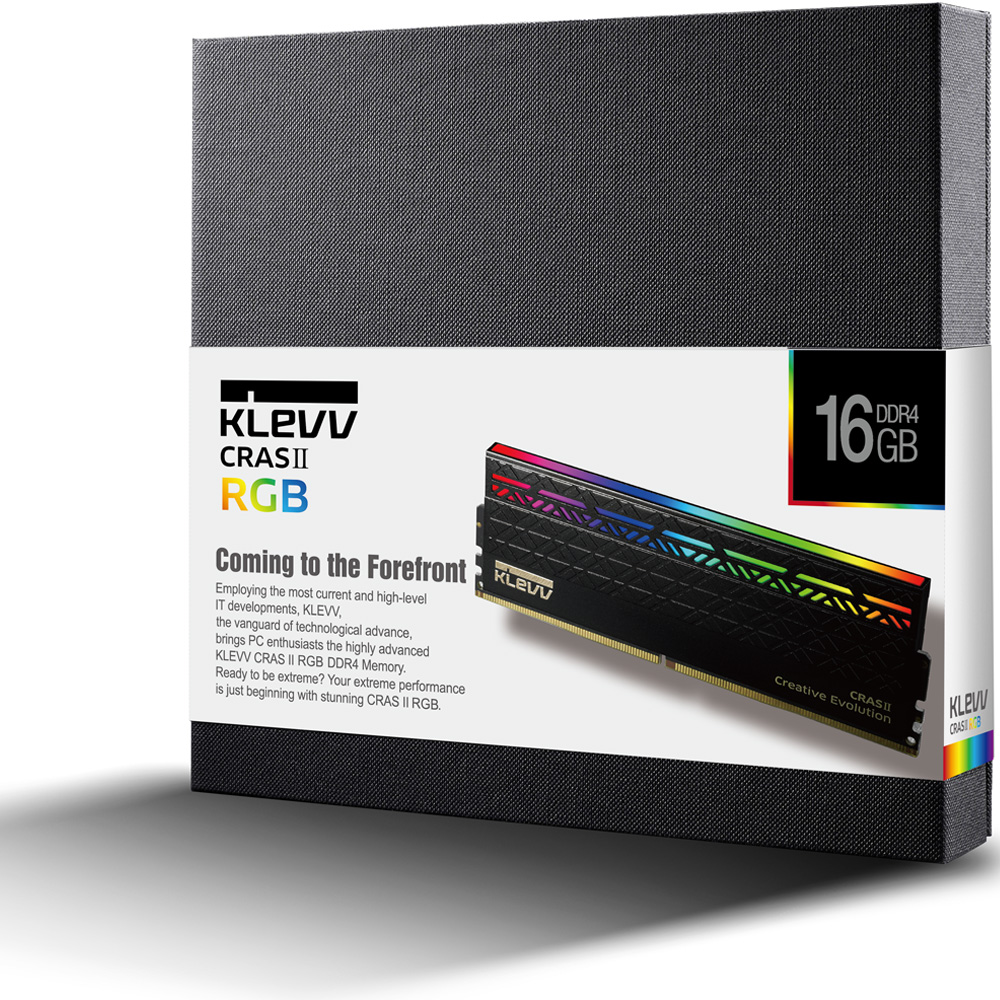 KLEVV
CRAS II
RGB
16 DDR4
GB
Coming to the Forefront
Employing the most current and high-level
IT developments, KLEVV,
the vanguard of technological advance,
brings PC enthusiasts the highly advanced
KLEVV CRAS II RGB DDR4 Memory.
Ready to be extreme? Your extreme performance
is just beginning with stunning CRAS II RGB.
KLEVV
CRAS II
Creative Evolution
KLEVV
CRAS II RGB